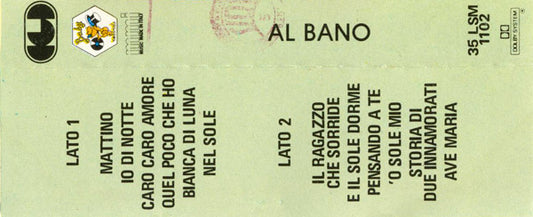 AL BANO
35 LSM
1102
DOLBY SYSTEM
MUSIC MADE IN ITALY
LATO 1
MATTINO
IO DI NOTTE
CARO CARO AMORE
QUEL POCO CHE HO
BIANCA DI LUNA
NEL SOLE
LATO 2
IL RAGAZZO
CHE SORRIDE
E IL SOLE DORME
PENSANDO A TE
'O SOLE MIO
STORIA DI
DUE INNAMORATI
AVE MARIA